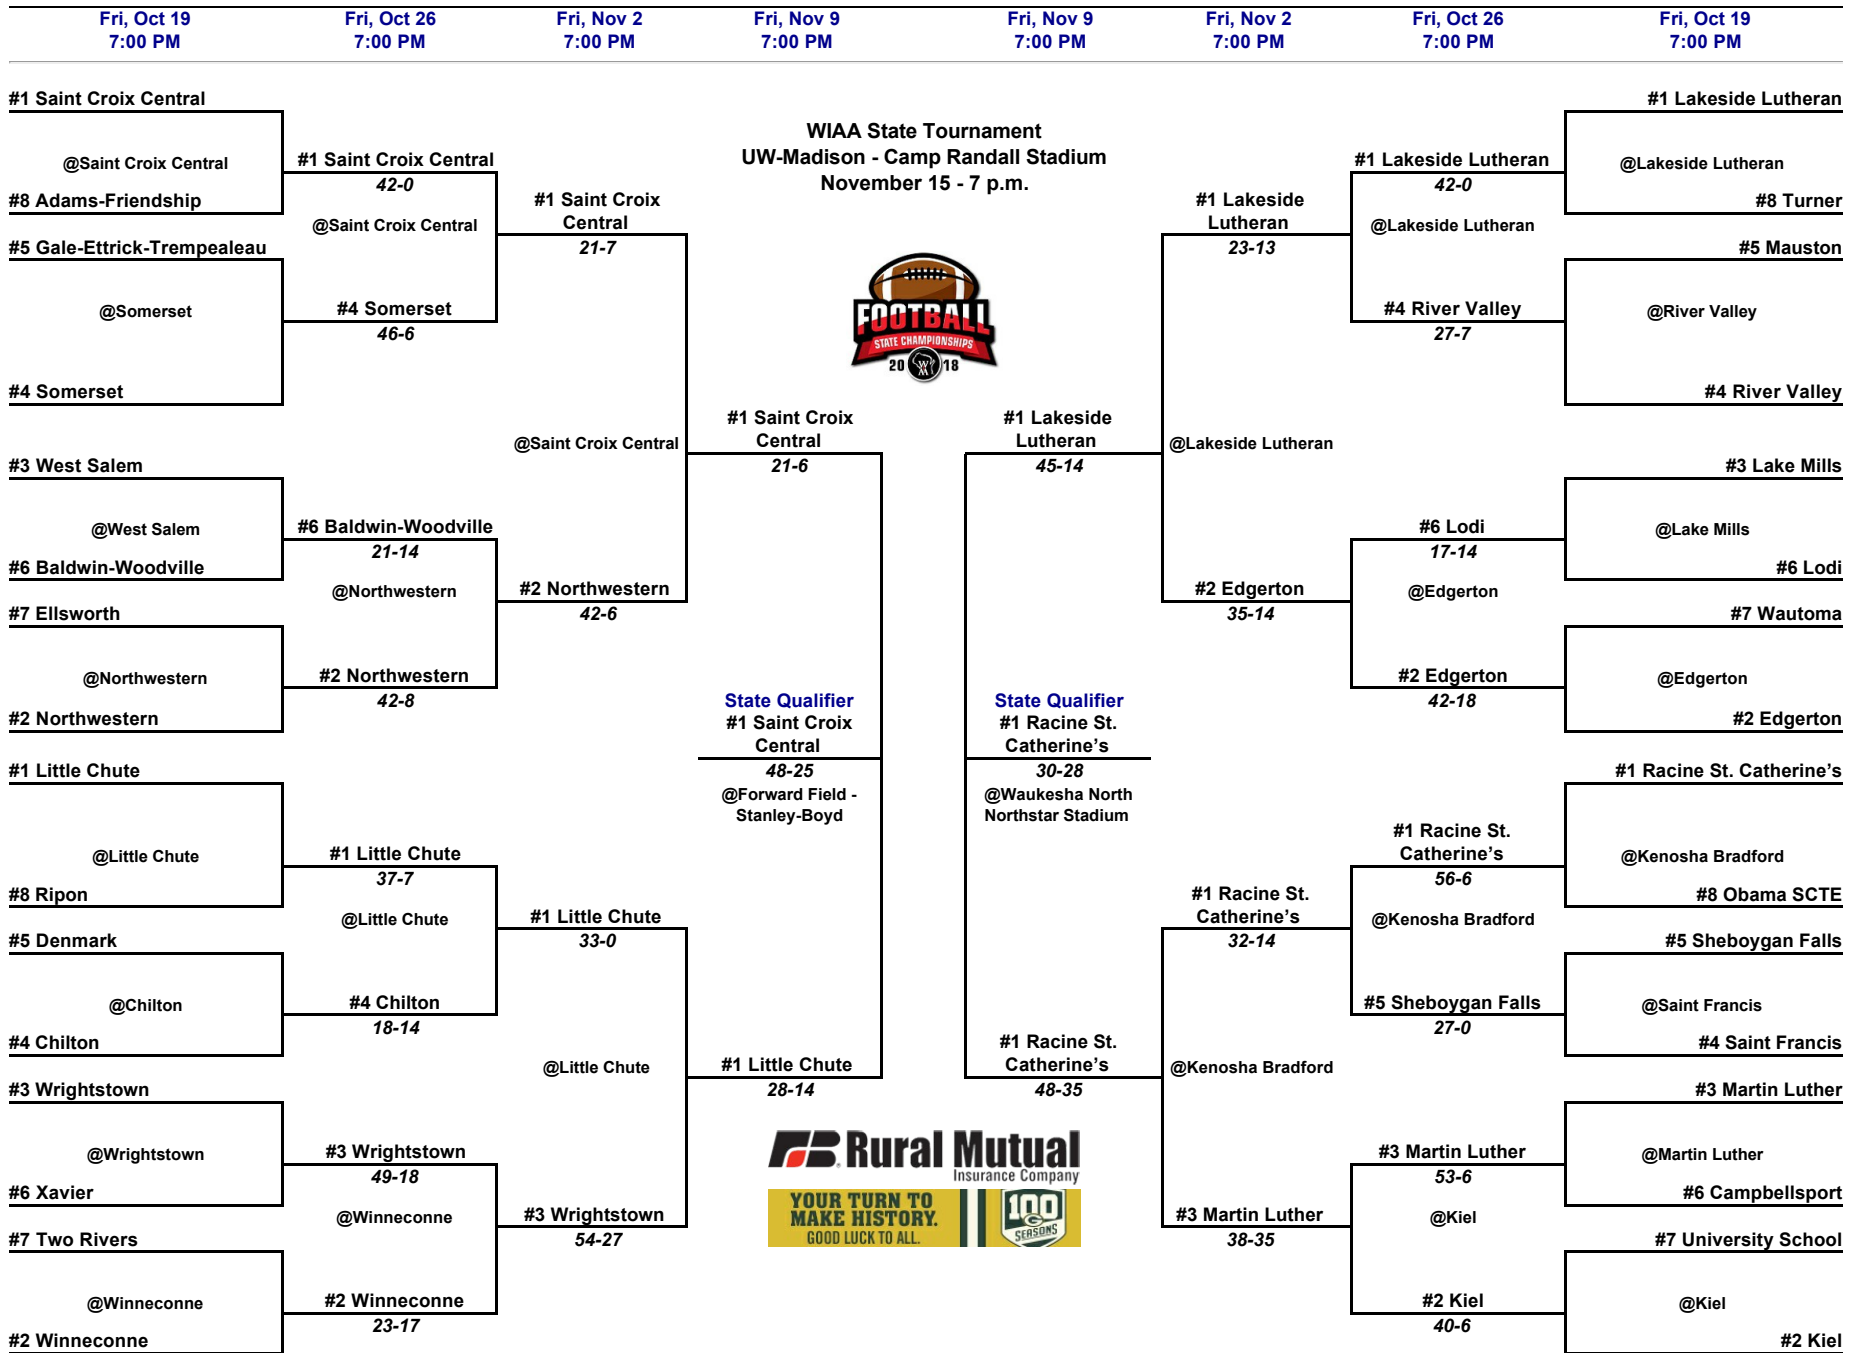 Fri, Oct 19
7:00 PM
Fri, Oct 26
7:00 PM
Fri, Nov 2
7:00 PM
Fri, Nov 9
7:00 PM
Fri, Nov 9
7:00 PM
Fri, Nov 2
7:00 PM
Fri, Oct 26
7:00 PM
Fri, Oct 19
7:00 PM
#1 Saint Croix Central
@Saint Croix Central
#8 Adams-Friendship
#5 Gale-Ettrick-Trempealeau
@Somerset
#4 Somerset
#3 West Salem
@West Salem
#6 Baldwin-Woodville
#7 Ellsworth
@Northwestern
#2 Northwestern
#1 Little Chute
@Little Chute
#8 Ripon
#5 Denmark
@Chilton
#4 Chilton
#3 Wrightstown
@Wrightstown
#6 Xavier
#7 Two Rivers
@Winneconne
#2 Winneconne
#1 Saint Croix Central
42-0
@Saint Croix Central
#4 Somerset
46-6
#6 Baldwin-Woodville
21-14
@Northwestern
#2 Northwestern
42-8
#1 Little Chute
37-7
@Little Chute
#4 Chilton
18-14
#3 Wrightstown
49-18
@Winneconne
#2 Winneconne
23-17
#1 Saint Croix
Central
21-7
@Saint Croix Central
#2 Northwestern
42-6
#1 Little Chute
33-0
@Little Chute
#3 Wrightstown
54-27
WIAA State Tournament
UW-Madison - Camp Randall Stadium
November 15 - 7 p.m.
FOOTBALL
STATE CHAMPIONSHIPS
20 18
#1 Saint Croix
Central
21-6
State Qualifier
#1 Saint Croix
Central
48-25
@Forward Field -
Stanley-Boyd
#1 Little Chute
28-14
#1 Lakeside
Lutheran
45-14
State Qualifier
#1 Racine St.
Catherine’s
30-28
@Waukesha North
Northstar Stadium
#1 Racine St.
Catherine’s
48-35
Rural Mutual
Insurance Company
YOUR TURN TO
MAKE HISTORY.
GOOD LUCK TO ALL.
100
G
SEASONS
#1 Lakeside
Lutheran
23-13
@Lakeside Lutheran
#2 Edgerton
35-14
#1 Racine St.
Catherine’s
32-14
@Kenosha Bradford
#3 Martin Luther
38-35
#1 Lakeside Lutheran
42-0
@Lakeside Lutheran
#4 River Valley
27-7
#6 Lodi
17-14
@Edgerton
#2 Edgerton
42-18
#1 Racine St.
Catherine’s
56-6
@Kenosha Bradford
#5 Sheboygan Falls
27-0
#3 Martin Luther
53-6
@Kiel
#2 Kiel
40-6
#1 Lakeside Lutheran
@Lakeside Lutheran
#8 Turner
#5 Mauston
@River Valley
#4 River Valley
#3 Lake Mills
@Lake Mills
#6 Lodi
#7 Wautoma
@Edgerton
#2 Edgerton
#1 Racine St. Catherine’s
@Kenosha Bradford
#8 Obama SCTE
#5 Sheboygan Falls
@Saint Francis
#4 Saint Francis
#3 Martin Luther
@Martin Luther
#6 Campbellsport
#7 University School
@Kiel
#2 Kiel